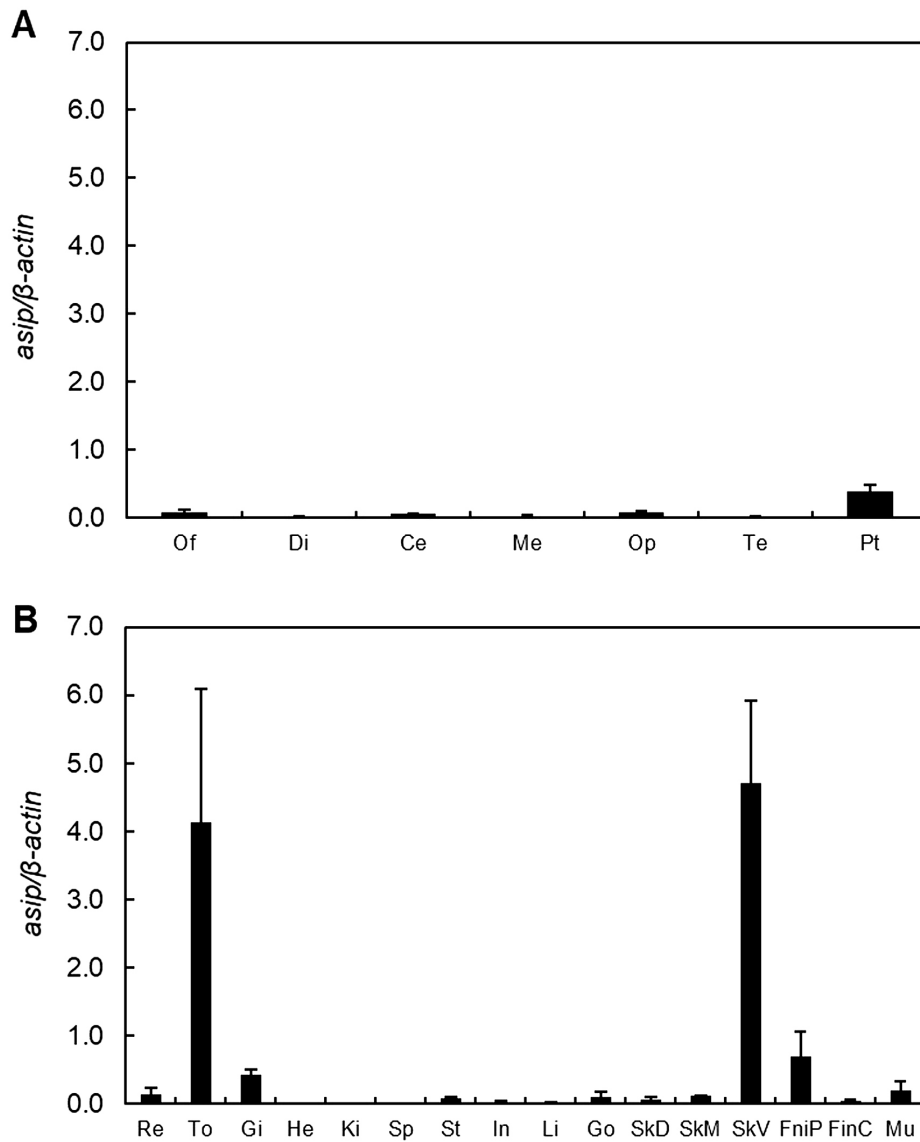 A
7.0
6.0
5.0
4.0
3.0
2.0
1.0
0.0
asip/β-actin
Of Di Ce Me Op Te Pt
B
7.0
6.0
5.0
4.0
3.0
2.0
1.0
0.0
asip/β-actin
Re To Gi He Ki Sp St In Li Go SkD SkM SkV FniP FinC Mu